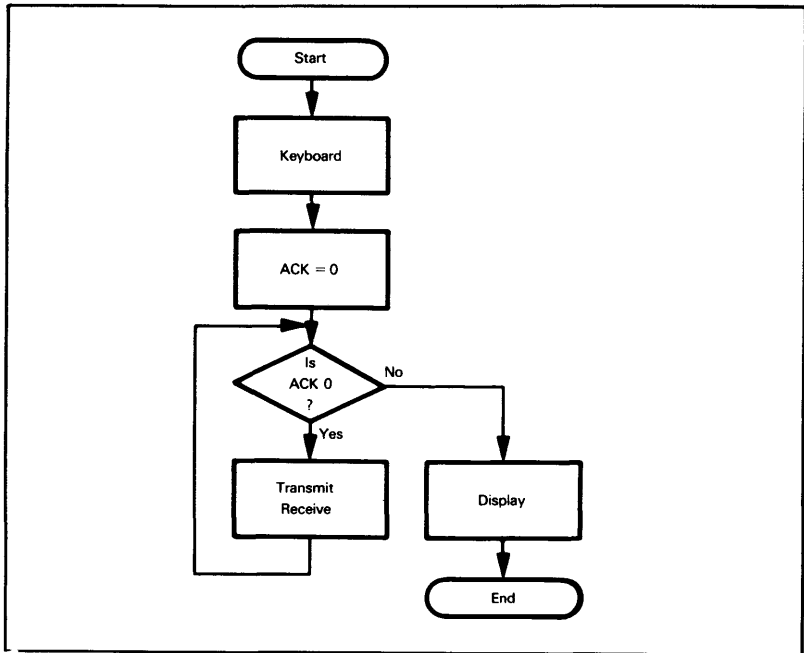 Start
Keyboard
ACK = 0
Is
ACK 0
?
No
Yes
Transmit
Receive
Display
End